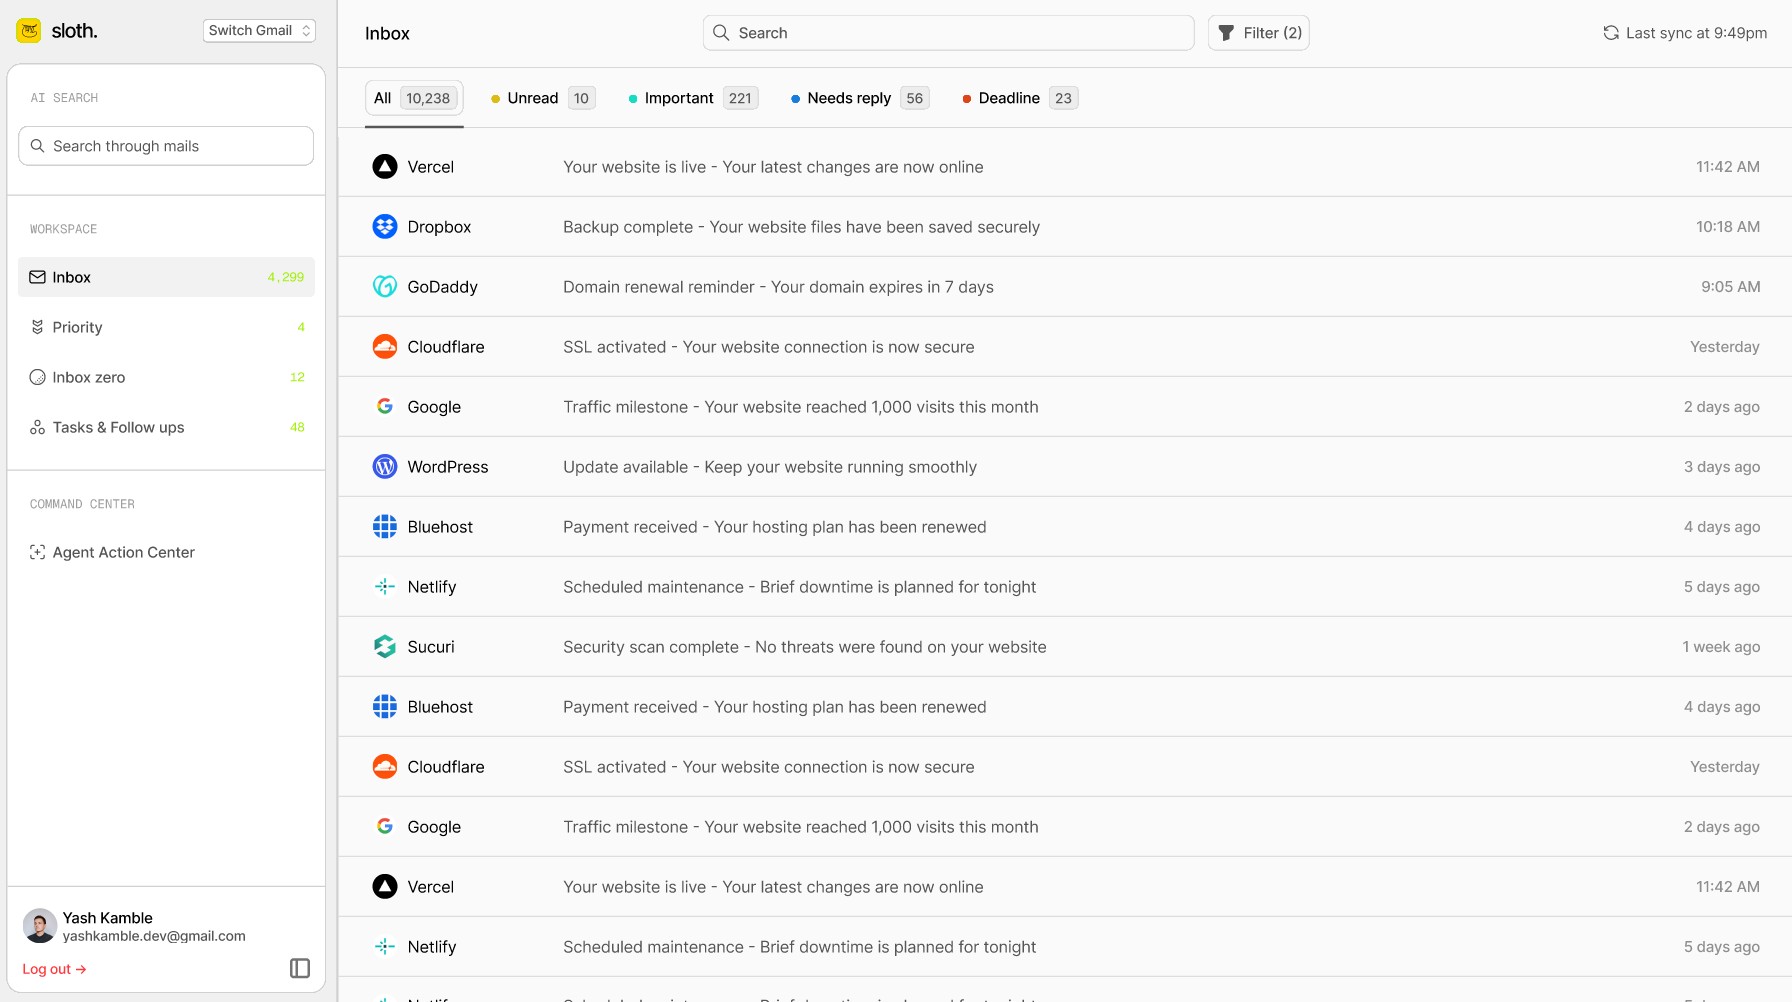 sloth.
Switch Gmail
AI SEARCH
Search through mails
WORKSPACE
Inbox 4,299
Priority 4
Inbox zero 12
Tasks & Follow ups 48
COMMAND CENTER
Agent Action Center
Yash Kamble
yashkamble.dev@gmail.com
Log out →
Inbox
Search
Filter (2)
Last sync at 9:49pm
All 10,238 Unread 10 Important 221 Needs reply 56 Deadline 23
Vercel Your website is live - Your latest changes are now online 11:42 AM
Dropbox Backup complete - Your website files have been saved securely 10:18 AM
GoDaddy Domain renewal reminder - Your domain expires in 7 days 9:05 AM
Cloudflare SSL activated - Your website connection is now secure Yesterday
Google Traffic milestone - Your website reached 1,000 visits this month 2 days ago
WordPress Update available - Keep your website running smoothly 3 days ago
Bluehost Payment received - Your hosting plan has been renewed 4 days ago
Netlify Scheduled maintenance - Brief downtime is planned for tonight 5 days ago
Sucuri Security scan complete - No threats were found on your website 1 week ago
Bluehost Payment received - Your hosting plan has been renewed 4 days ago
Cloudflare SSL activated - Your website connection is now secure Yesterday
Google Traffic milestone - Your website reached 1,000 visits this month 2 days ago
Vercel Your website is live - Your latest changes are now online 11:42 AM
Netlify Scheduled maintenance - Brief downtime is planned for tonight 5 days ago